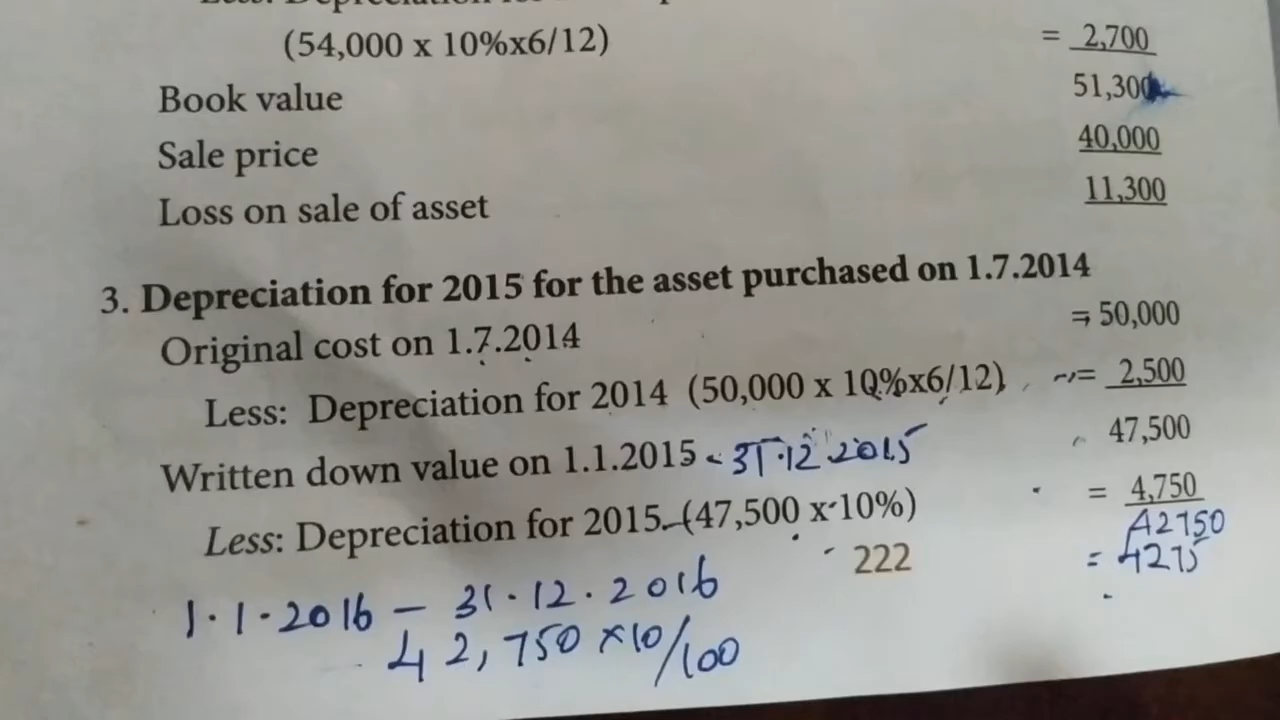 (54,000 x 10%x6/12) = 2,700
Book value 51,300
Sale price 40,000
Loss on sale of asset 11,300
3. Depreciation for 2015 for the asset purchased on 1.7.2014
Original cost on 1.7.2014 = 50,000
Less: Depreciation for 2014 (50,000 x 10%x6/12) = 2,500
Written down value on 1.1.2015 - 31.12.2015 47,500
Less: Depreciation for 2015 (47,500 x 10%) = 4,750
42750
222 = 4275
1.1.2016 – 31.12.2016
42,750 x10/100